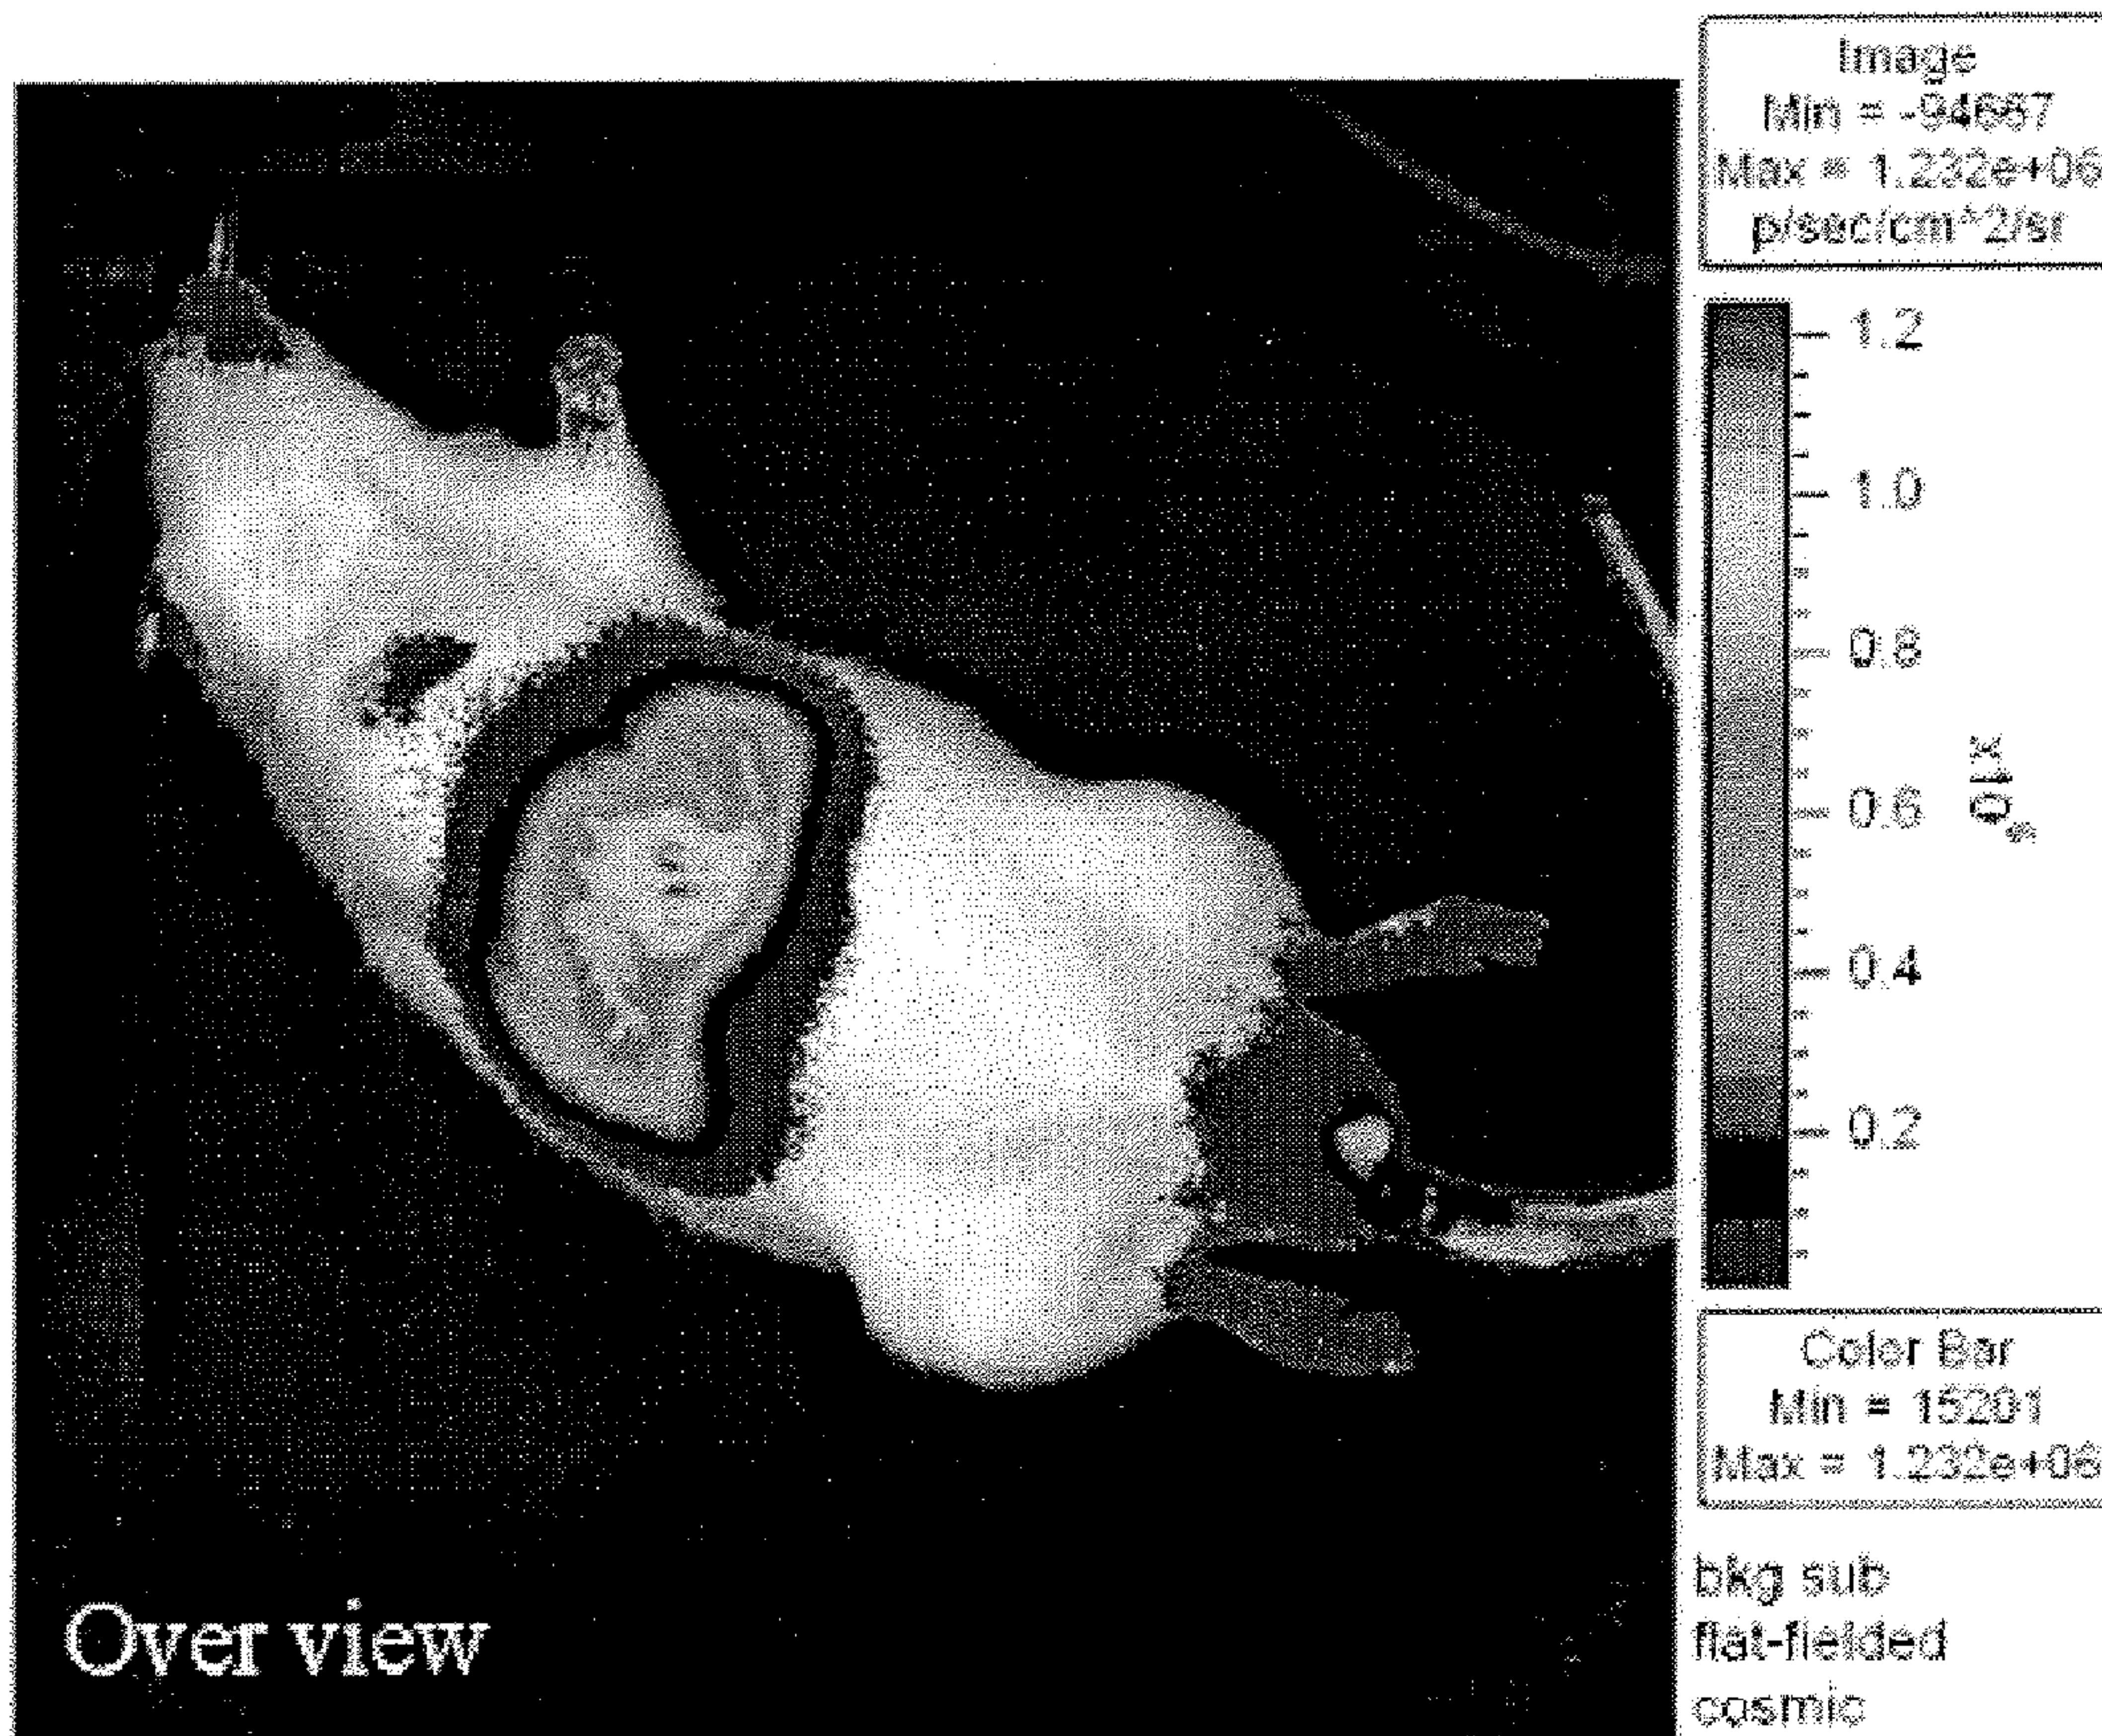 Image
Min = -94667
Max = 1.232e+06
p/sec/cm^2/sr
1.2
1.0
0.8
0.6
0.4
0.2
Color Bar
Min = 15201
Max = 1.232e+06
bkg sub
flat-fielded
cosmic
Over view